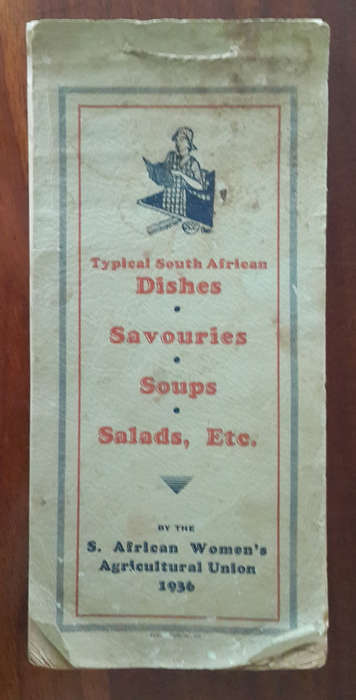 Typical South African
Dishes
•
Savouries
•
Soups
•
Salads, Etc.
BY THE
S. African Women's
Agricultural Union
1936